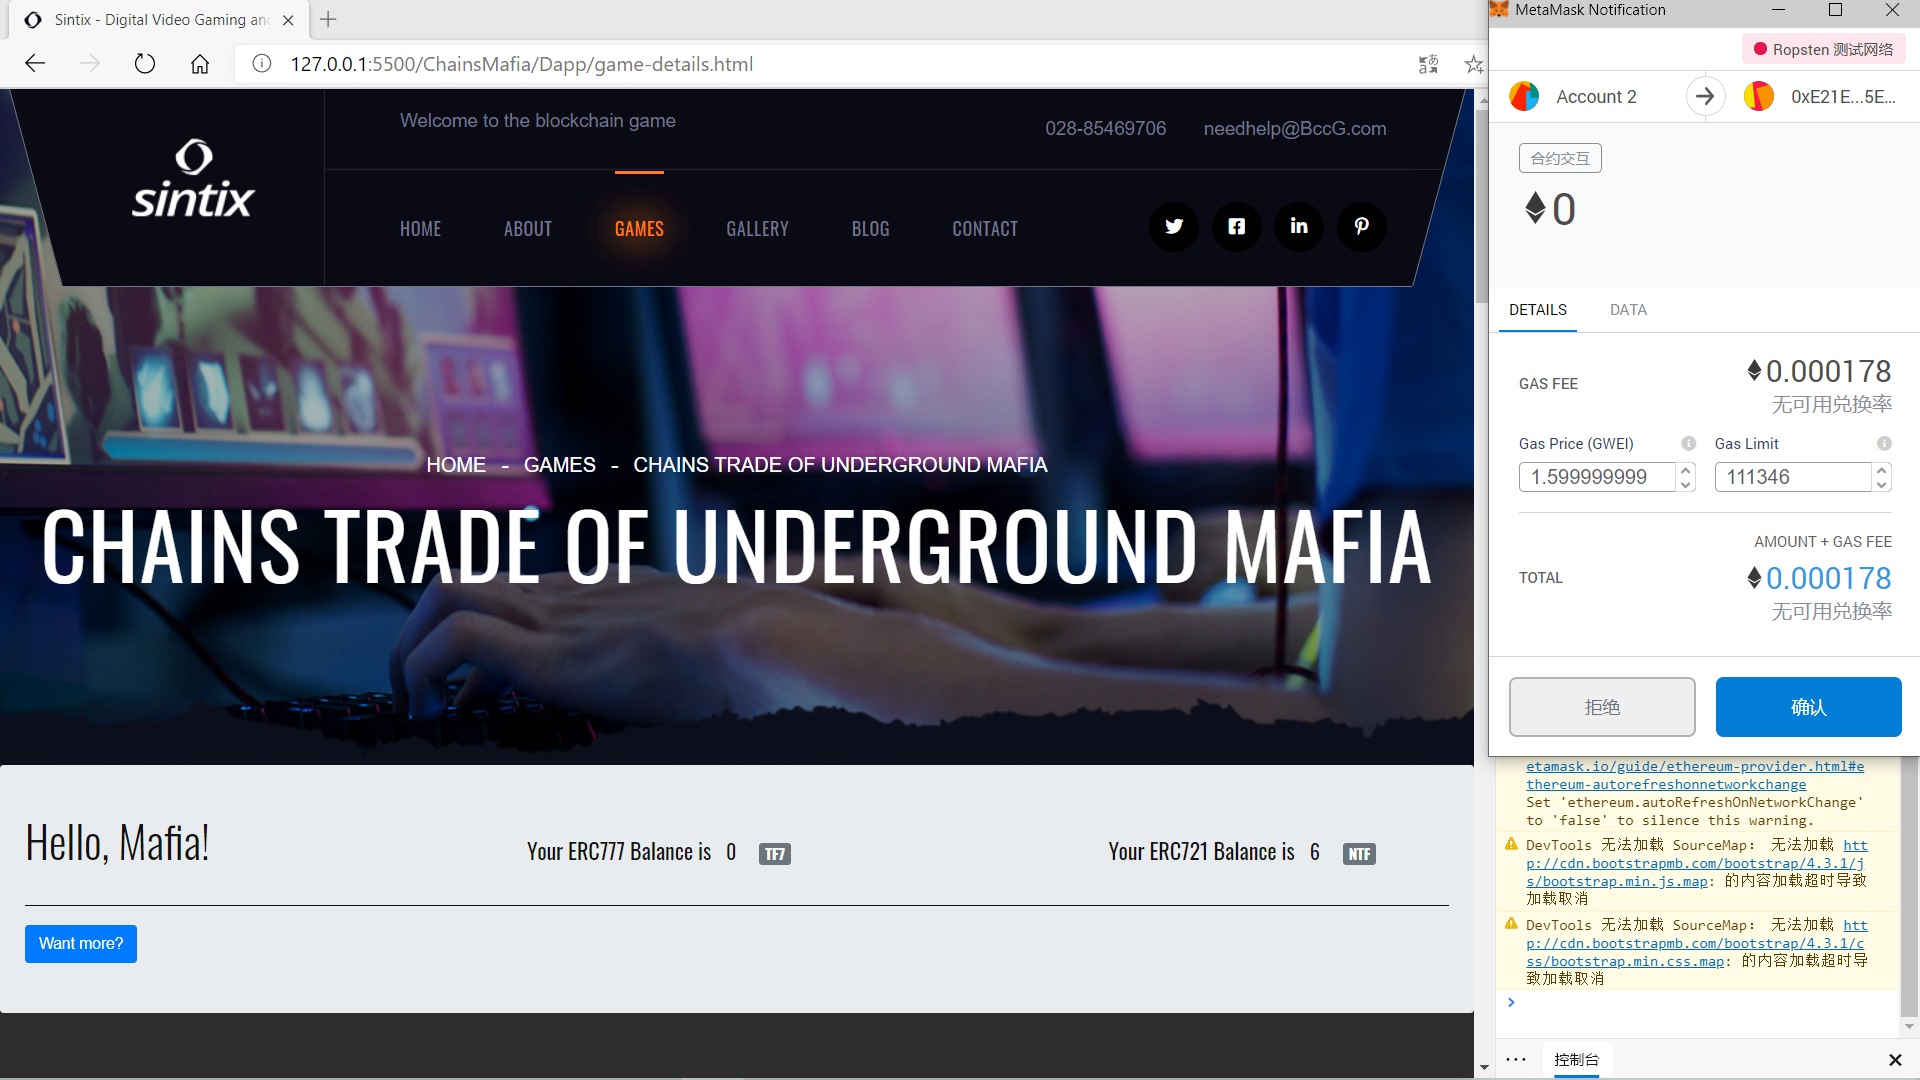 Sintix - Digital Video Gaming and
127.0.0.1:5500/ChainsMafia/Dapp/game-details.html
Welcome to the blockchain game
028-85469706
needhelp@BccG.com
sintix
HOME
ABOUT
GAMES
GALLERY
BLOG
CONTACT
HOME - GAMES - CHAINS TRADE OF UNDERGROUND MAFIA
CHAINS TRADE OF UNDERGROUND MAFIA
Hello, Mafia!
Your ERC777 Balance is 0 TF7
Your ERC721 Balance is 6 NTF
Want more?
MetaMask Notification
Ropsten 测试网络
Account 2
0xE21E...5E...
合约交互
0
DETAILS
DATA
GAS FEE
0.000178
无可用兑换率
Gas Price (GWEI)
Gas Limit
1.599999999
111346
AMOUNT + GAS FEE
TOTAL
0.000178
无可用兑换率
拒绝
确认
etamask.io/guide/ethereum-provider.html#e
thereum-autorefreshonnetworkchange
Set 'ethereum.autoRefreshOnNetworkChange'
to 'false' to silence this warning.
DevTools 无法加载 SourceMap： 无法加载 htt
p://cdn.bootstrapmb.com/bootstrap/4.3.1/j
s/bootstrap.min.js.map: 的内容加载超时导致
加载取消
DevTools 无法加载 SourceMap： 无法加载 htt
p://cdn.bootstrapmb.com/bootstrap/4.3.1/c
ss/bootstrap.min.css.map: 的内容加载超时导
致加载取消
控制台